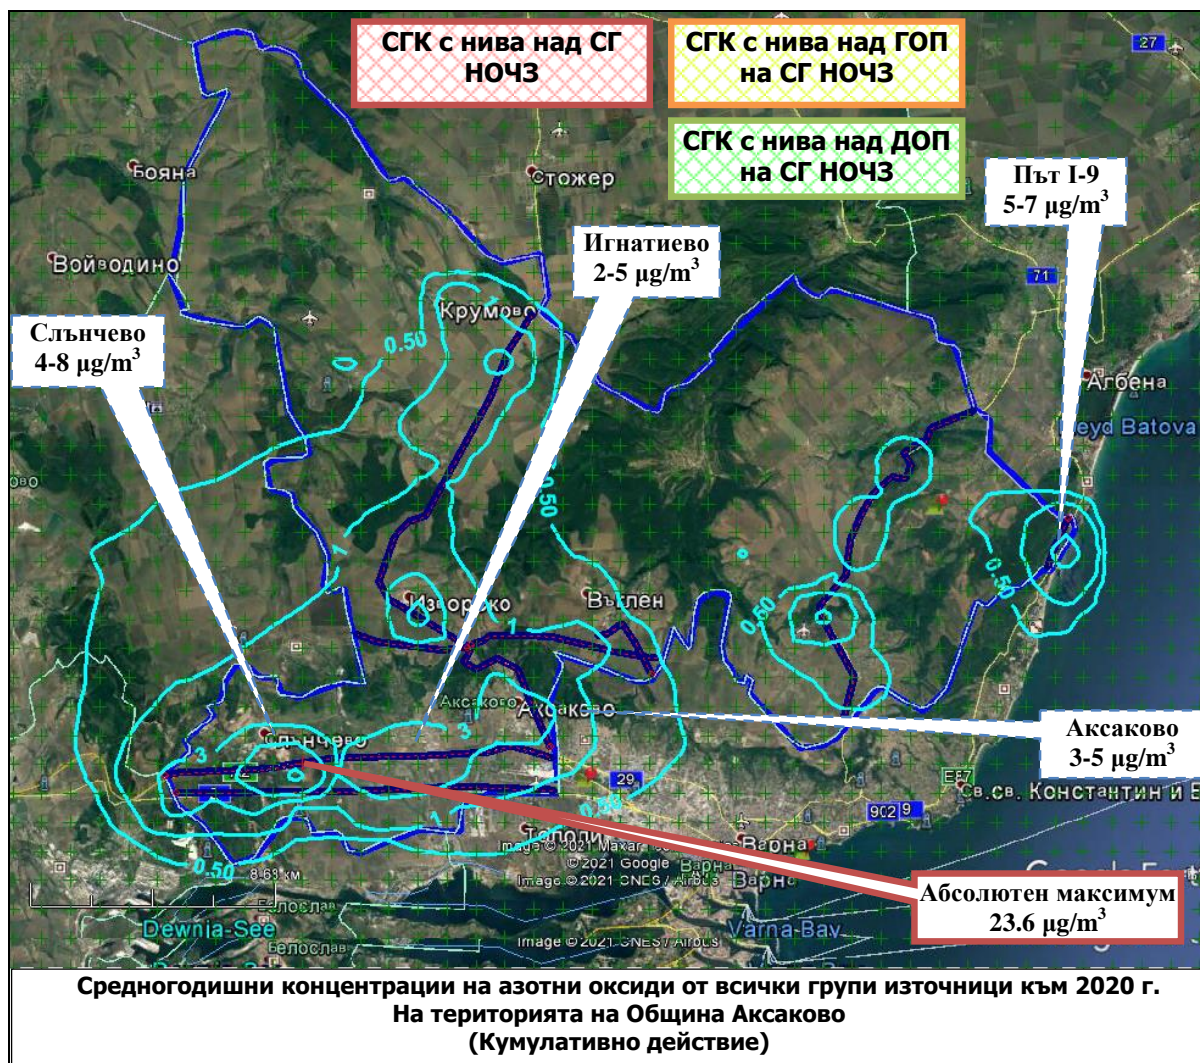 СГК с нива над СГ
НОЧЗ
СГК с нива над ГОП
на СГ НОЧЗ
СГК с нива над ДОП
на СГ НОЧЗ
27
Бояна
Стожер
Път I-9
5-7 µg/m³
Игнатиево
2-5 µg/m³
Войводино
71
Крумово
1
Слънчево
4-8 µg/m³
0.50
0
Албена
Batova
0.50
1
0.50
Изворско
Въглен
0.50
1
Аксаково
Аксаково
3
Слънчево
3
Аксаково
3-5 µg/m³
29
E87
Св.св. Константин и Е
902
9
0.50
1
Тополи
Варна
Image © 2021 Maxar
© 2021 Google
Варна
Image © 2021 CNES / Airbus
Варна
0.50
8.68 км
Абсолютен максимум
23.6 µg/m³
Белослав
Dewnja-See
Varna-Bay
Белослав
Image © 2021 CNES / Airbus
Средногодишни концентрации на азотни оксиди от всички групи източници към 2020 г.
На територията на Община Аксаково
(Кумулативно действие)